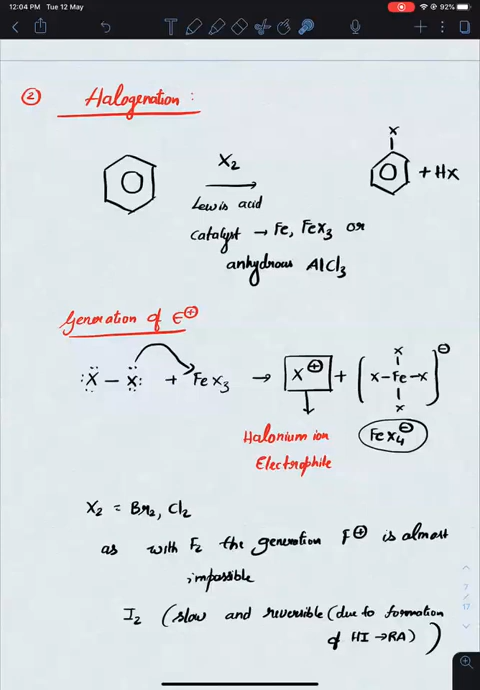 12:04 PM Tue 12 May
92%
② Halogenation :
X₂
X
+ HX
Lewis acid
catalyst → Fe, FeX₃ or
anhydrous AlCl₃
Generation of E⊕
:Ẍ – Ẍ: + FeX₃ → X⊕ + (X-Fe-X)⊖
X
X
Halonium ion
FeX₄⊖
Electrophile
X₂ = Br₂, Cl₂
as with F₂ the generation F⊕ is almost
impossible
I₂ (slow and reversible (due to formation
of HI → RA))
7
17